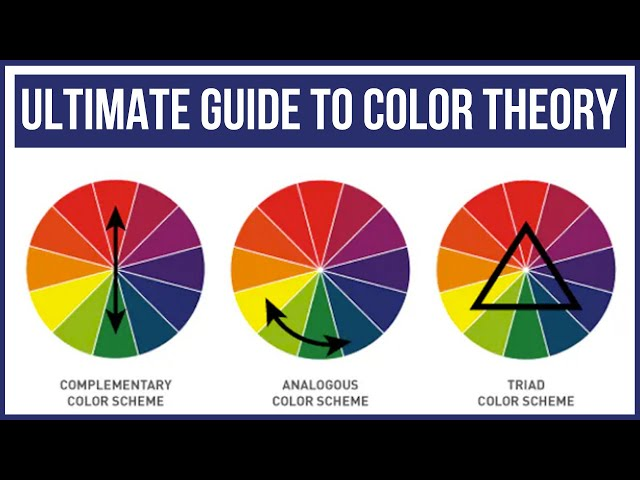 ULTIMATE GUIDE TO COLOR THEORY
COMPLEMENTARY
COLOR SCHEME
ANALOGOUS
COLOR SCHEME
TRIAD
COLOR SCHEME